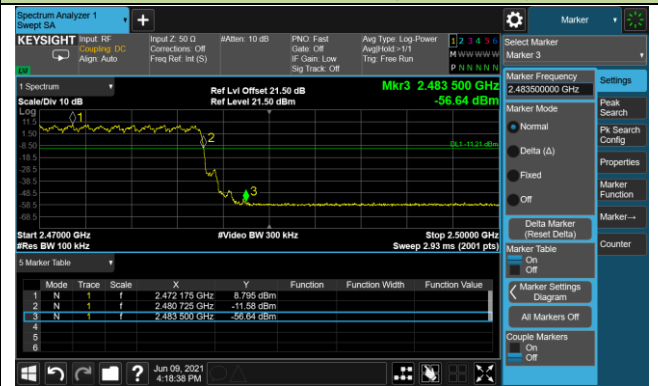 Spectrum Analyzer 1
Swept SA
Marker
KEYSIGHT
Input: RF
Coupling: DC
Align: Auto
Input Z: 50 Ω
Corrections: Off
Freq Ref: Int (S)
#Atten: 10 dB
PNO: Fast
Gate: Off
IF Gain: Low
Sig Track: Off
Avg Type: Log-Power
Avg|Hold:>1/1
Trig: Free Run
1 2 3 4 5 6
M W W W W W
P N N N N N
Select Marker
Marker 3
1 Spectrum
Scale/Div 10 dB
Ref Lvl Offset 21.50 dB
Ref Level 21.50 dBm
Mkr3 2.483 500 GHz
-56.64 dBm
Log
11.5
1.50
-8.50
-18.5
-28.5
-38.5
-48.5
-58.5
-68.5
1
2
3
DL1 -11.21 dBm
Start 2.47000 GHz
#Res BW 100 kHz
#Video BW 300 kHz
Stop 2.50000 GHz
Sweep 2.93 ms (2001 pts)
5 Marker Table
Mode Trace Scale X Y Function Function Width Function Value
1 N 1 f 2.472 175 GHz 8.795 dBm
2 N 1 f 2.480 725 GHz -11.58 dBm
3 N 1 f 2.483 500 GHz -56.64 dBm
4
5
6
Marker Frequency
2.483500000 GHz
Marker Mode
Normal
Delta (Δ)
Fixed
Off
Delta Marker
(Reset Delta)
Marker Table
On
Off
Marker Settings
Diagram
All Markers Off
Couple Markers
On
Off
Settings
Peak
Search
Pk Search
Config
Properties
Marker
Function
Marker→
Counter
Jun 09, 2021
4:18:38 PM